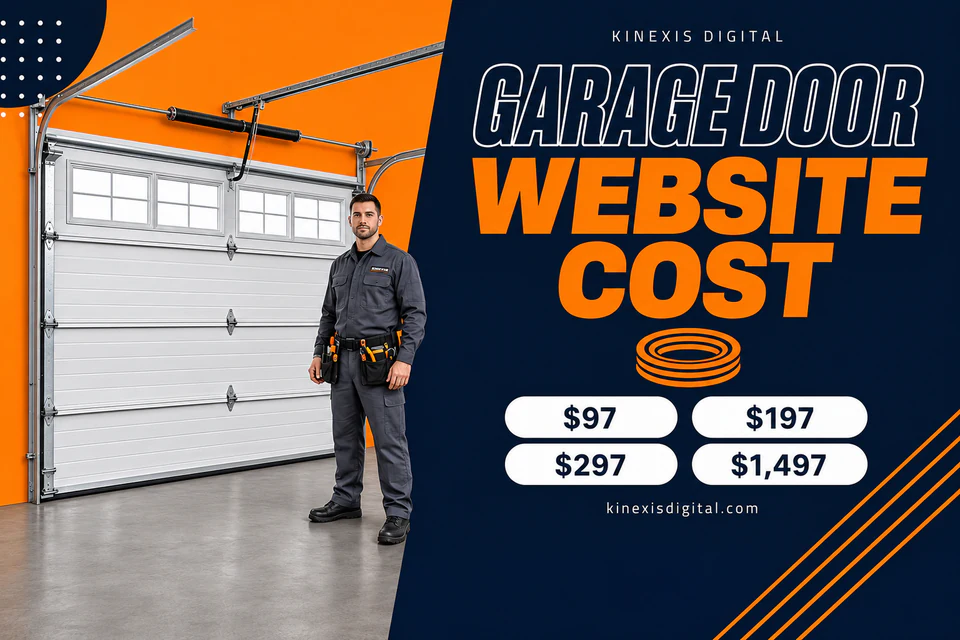 KINEXIS DIGITAL
GARAGE DOOR
WEBSITE
COST
$97
$197
$297
$1,497
kinexisdigital.com